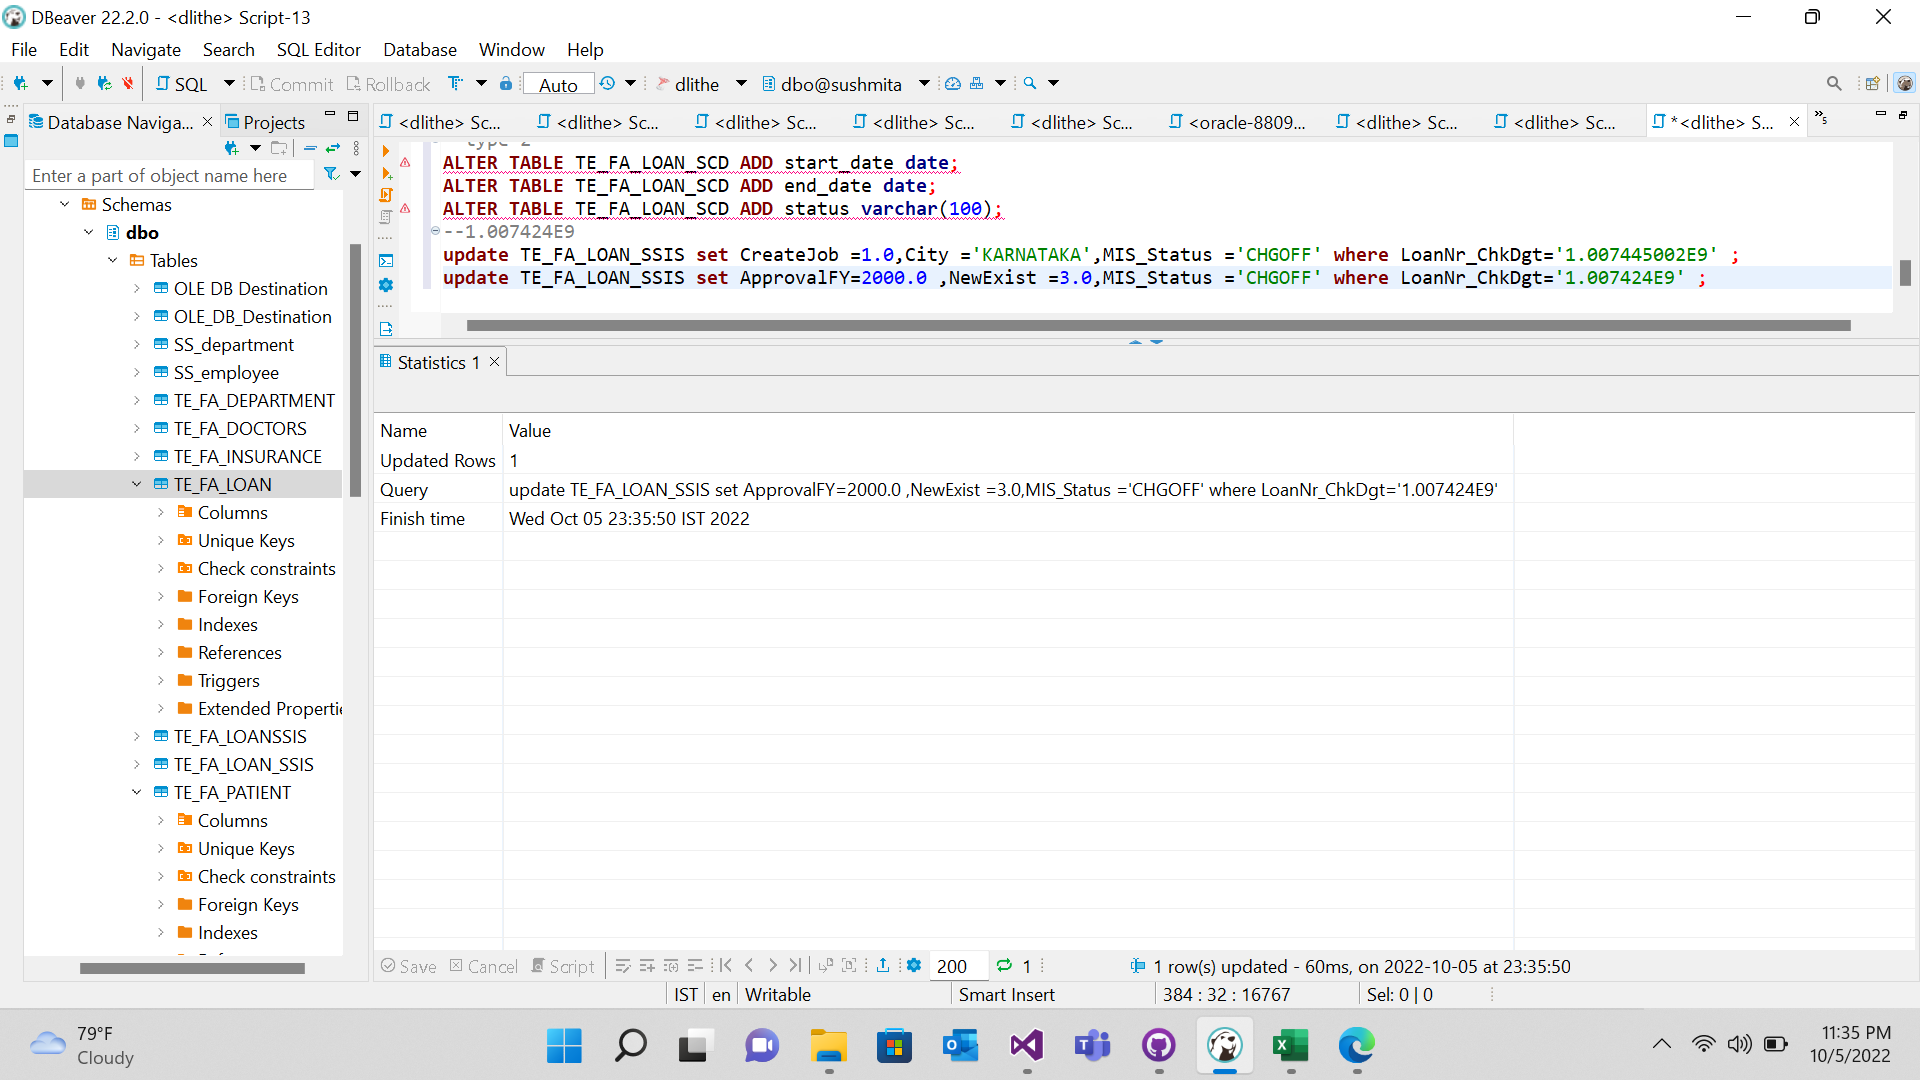 DBeaver 22.2.0 - <dlithe> Script-13
File Edit Navigate Search SQL Editor Database Window Help
SQL Commit Rollback Auto dlithe dbo@sushmita
Database Naviga... Projects
<dlithe> Sc... <dlithe> Sc... <dlithe> Sc... <dlithe> Sc... <dlithe> Sc... <oracle-8809... <dlithe> Sc... <dlithe> Sc... *<dlithe> S... »5
Enter a part of object name here
Schemas
dbo
Tables
OLE DB Destination
OLE_DB_Destination
SS_department
SS_employee
TE_FA_DEPARTMENT
TE_FA_DOCTORS
TE_FA_INSURANCE
TE_FA_LOAN
Columns
Unique Keys
Check constraints
Foreign Keys
Indexes
References
Triggers
Extended Properti
TE_FA_LOANSSIS
TE_FA_LOAN_SSIS
TE_FA_PATIENT
Columns
Unique Keys
Check constraints
Foreign Keys
Indexes
ALTER TABLE TE_FA_LOAN_SCD ADD start_date date;
ALTER TABLE TE_FA_LOAN_SCD ADD end_date date;
ALTER TABLE TE_FA_LOAN_SCD ADD status varchar(100);
--1.007424E9
update TE_FA_LOAN_SSIS set CreateJob =1.0,City ='KARNATAKA',MIS_Status ='CHGOFF' where LoanNr_ChkDgt='1.007445002E9' ;
update TE_FA_LOAN_SSIS set ApprovalFY=2000.0 ,NewExist =3.0,MIS_Status ='CHGOFF' where LoanNr_ChkDgt='1.007424E9' ;
Statistics 1
Name Value
Updated Rows 1
Query update TE_FA_LOAN_SSIS set ApprovalFY=2000.0 ,NewExist =3.0,MIS_Status ='CHGOFF' where LoanNr_ChkDgt='1.007424E9'
Finish time Wed Oct 05 23:35:50 IST 2022
Save Cancel Script 200 1 1 row(s) updated - 60ms, on 2022-10-05 at 23:35:50
IST en Writable Smart Insert 384 : 32 : 16767 Sel: 0 | 0
79°F
Cloudy
11:35 PM
10/5/2022